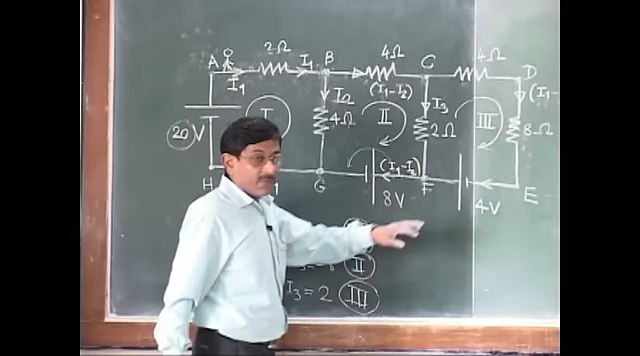 2Ω
4Ω
4Ω
A
I₁
B
C
D
I₁
(I₁-I₂)
(I₁-
I₂
I₃
I
4Ω
II
2Ω
III
8Ω
20V
H
G
(I₁-I₂)
F
E
8V
4V
II
I₃ = 2 III